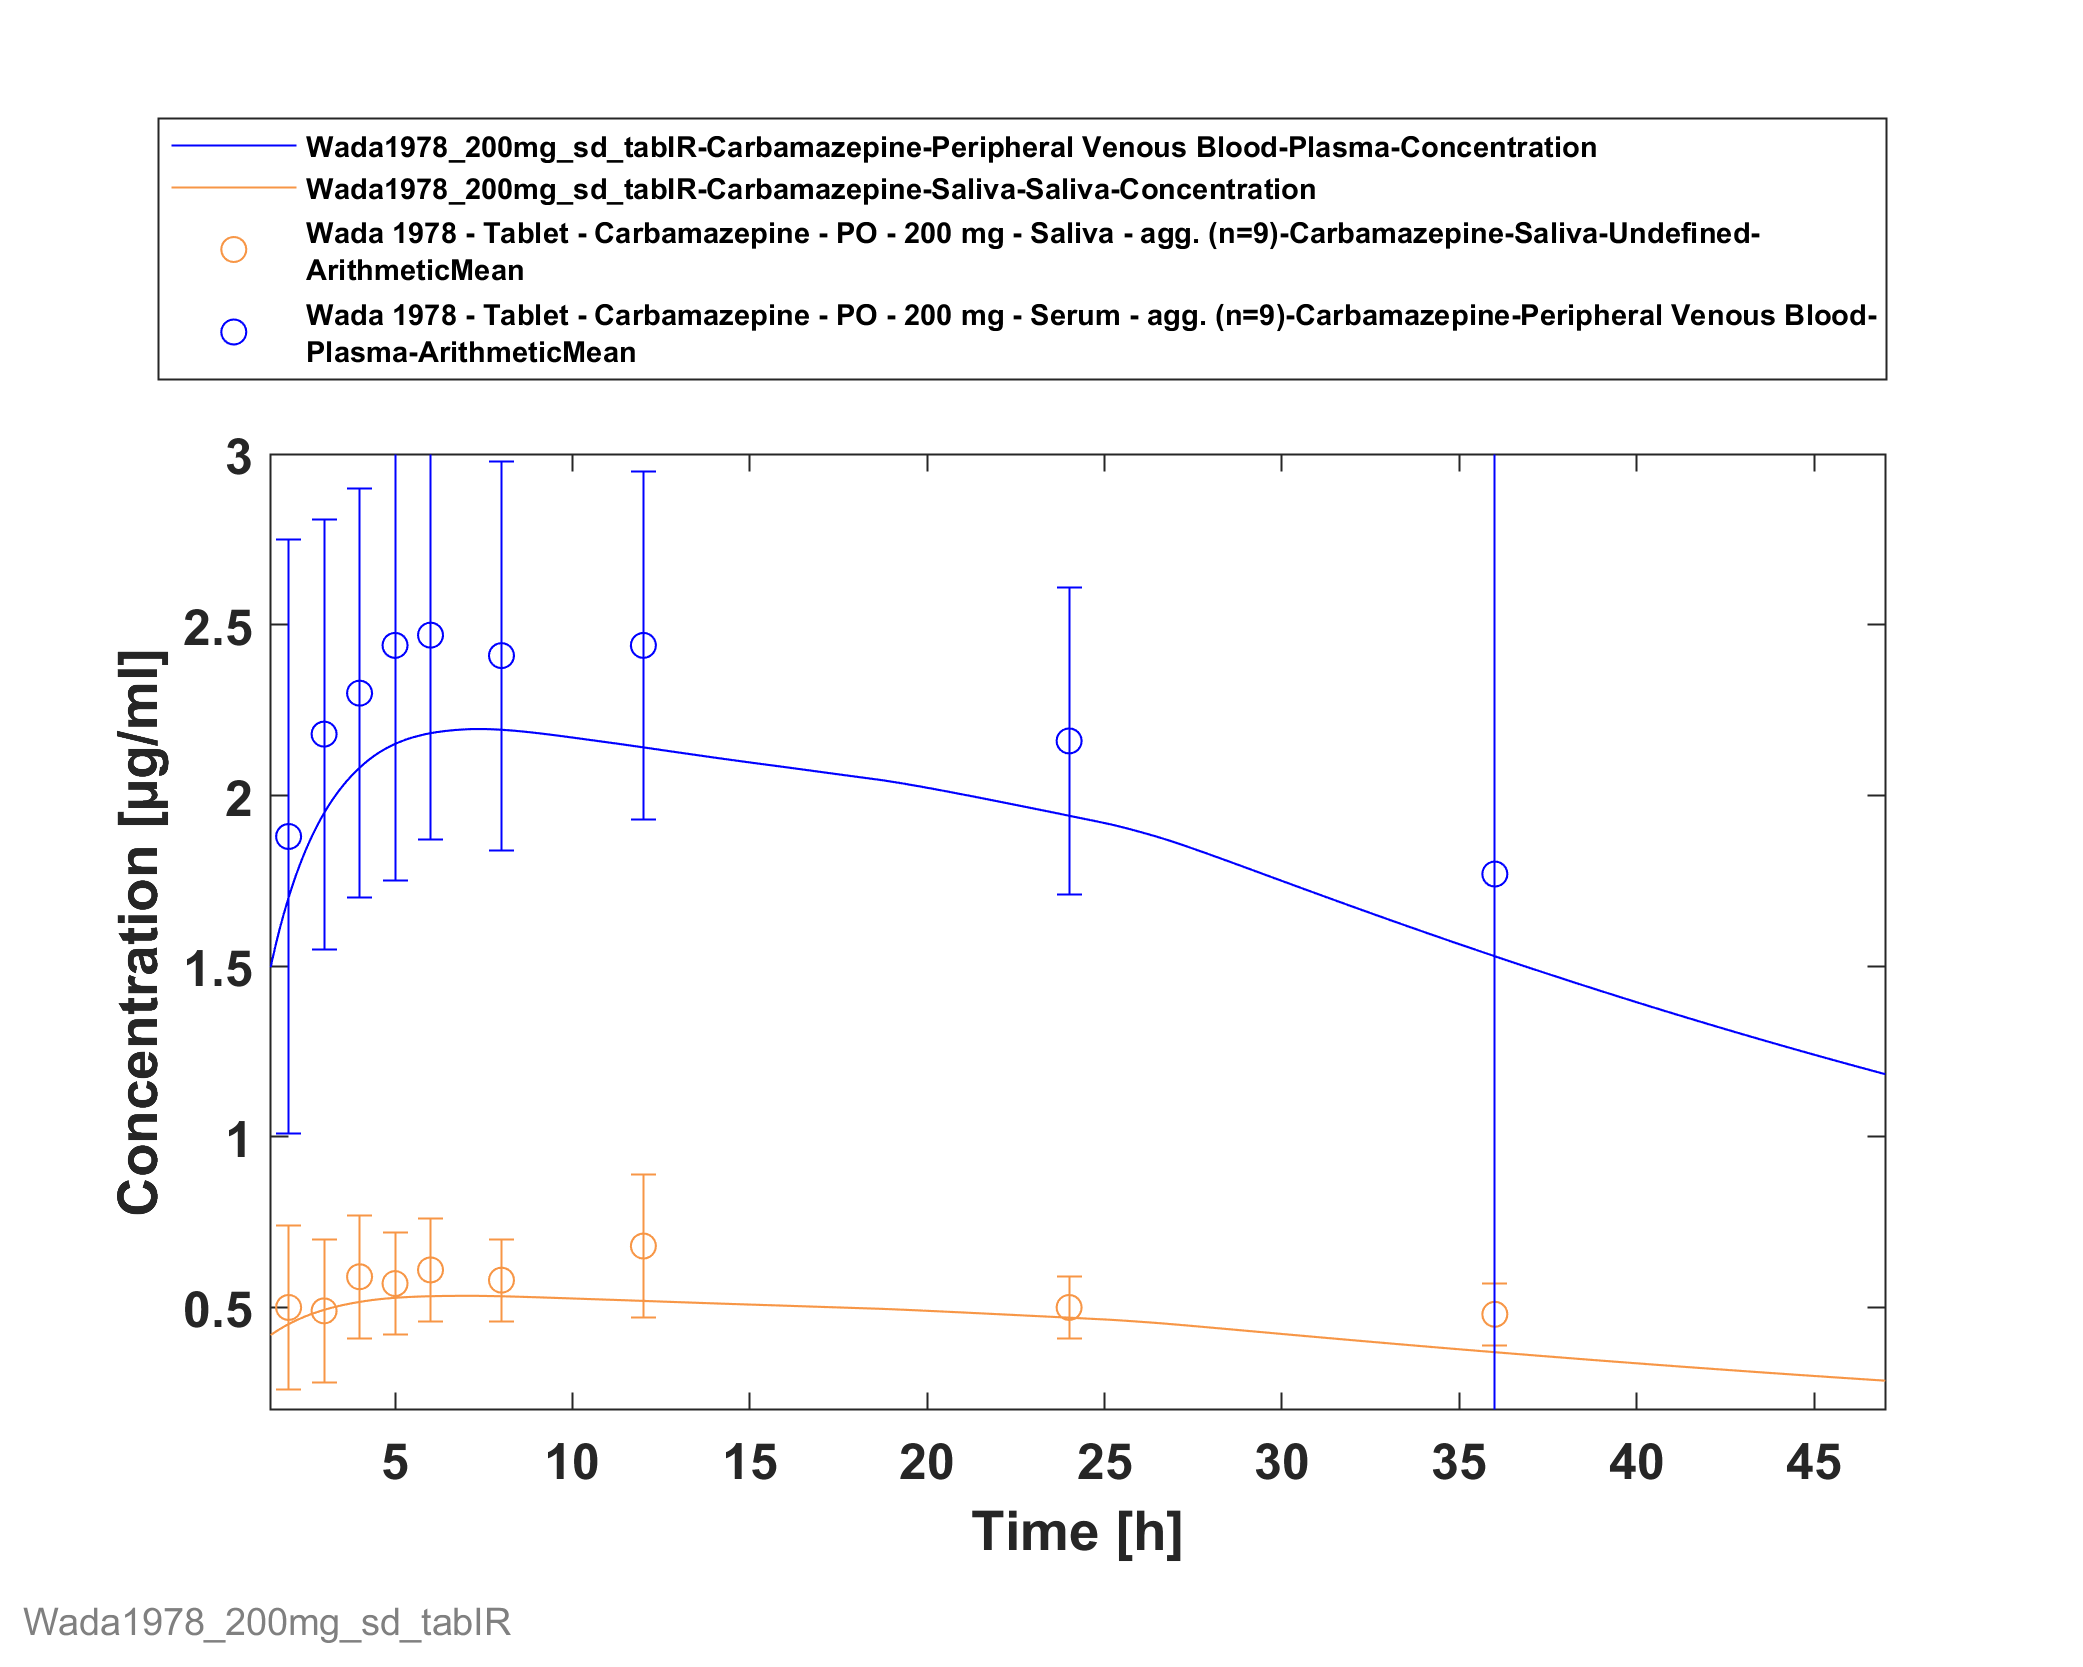 Wada1978_200mg_sd_tabIR-Carbamazepine-Peripheral Venous Blood-Plasma-Concentration
Wada1978_200mg_sd_tabIR-Carbamazepine-Saliva-Saliva-Concentration
Wada 1978 - Tablet - Carbamazepine - PO - 200 mg - Saliva - agg. (n=9)-Carbamazepine-Saliva-Undefined-
ArithmeticMean
Wada 1978 - Tablet - Carbamazepine - PO - 200 mg - Serum - agg. (n=9)-Carbamazepine-Peripheral Venous Blood-
Plasma-ArithmeticMean
3
2.5
2
1.5
1
0.5
Concentration [µg/ml]
5 10 15 20 25 30 35 40 45
Time [h]
Wada1978_200mg_sd_tabIR